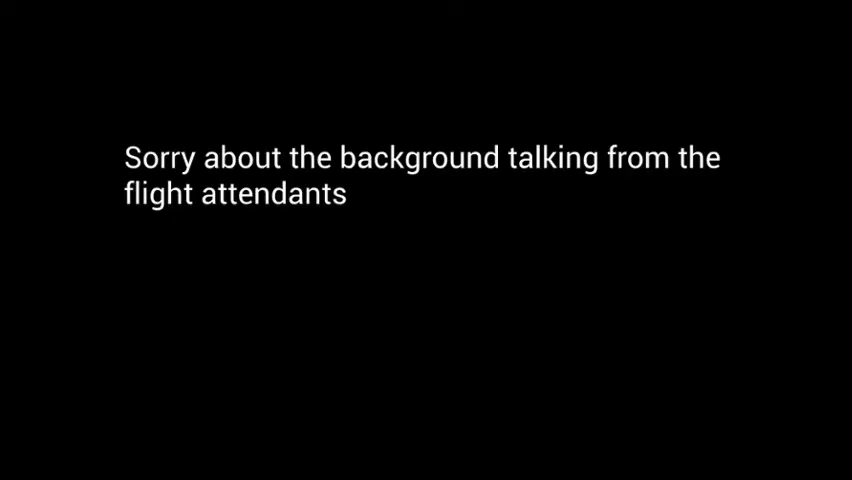 Sorry about the background talking from the
flight attendants